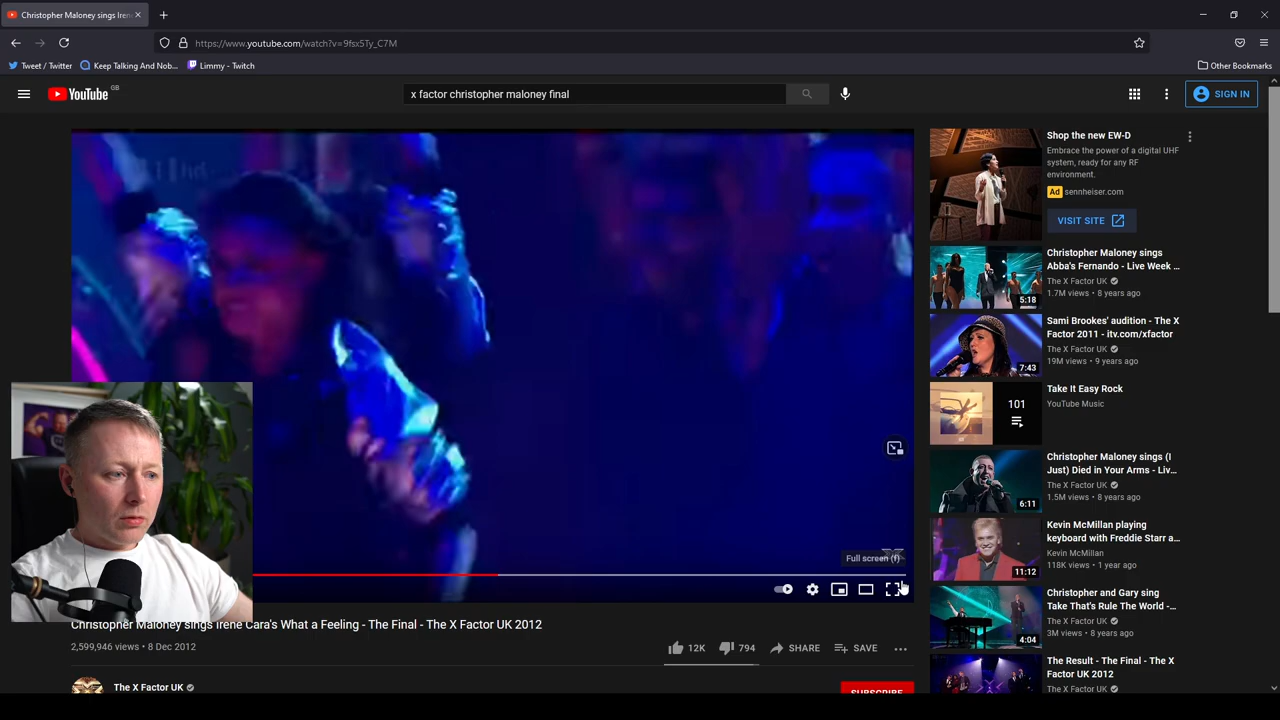 Christopher Maloney sings Irene
https://www.youtube.com/watch?v=9fsx5Ty_C7M
Tweet / Twitter
Keep Talking And Nob...
Limmy - Twitch
Other Bookmarks
YouTube
GB
x factor christopher maloney final
SIGN IN
Shop the new EW-D
Embrace the power of a digital UHF
system, ready for any RF
environment.
Ad sennheiser.com
VISIT SITE
Christopher Maloney sings
Abba's Fernando - Live Week ...
The X Factor UK
1.7M views • 8 years ago
5:18
Sami Brookes' audition - The X
Factor 2011 - itv.com/xfactor
The X Factor UK
19M views • 9 years ago
7:43
Take It Easy Rock
YouTube Music
101
Christopher Maloney sings (I
Just) Died in Your Arms - Liv...
The X Factor UK
1.5M views • 8 years ago
6:11
Kevin McMillan playing
keyboard with Freddie Starr a...
Kevin McMillan
118K views • 1 year ago
11:12
Christopher and Gary sing
Take That's Rule The World -...
The X Factor UK
3M views • 8 years ago
4:04
The Result - The Final - The X
Factor UK 2012
The X Factor UK
Full screen (f)
Christopher Maloney sings Irene Cara's What a Feeling - The Final - The X Factor UK 2012
2,599,946 views • 8 Dec 2012
12K
794
SHARE
SAVE
The X Factor UK
SUBSCRIBE